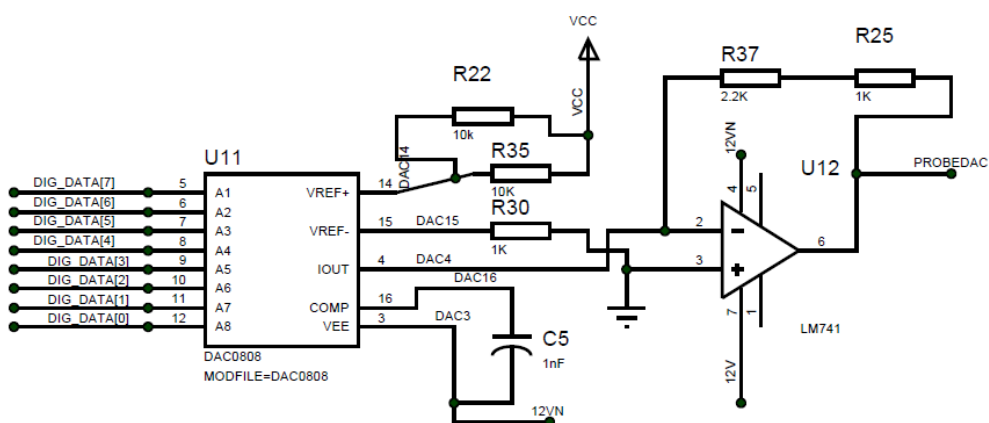 VCC
R22
10k
VCC
DAC14
R35
10K
R37
2.2K
R25
1K
U11
DIG_DATA[7]
5
A1
VREF+
14
DIG_DATA[6]
6
A2
DIG_DATA[5]
7
A3
VREF-
15
DAC15
R30
1K
DIG_DATA[4]
8
A4
DIG_DATA[3]
9
A5
IOUT
4
DAC4
DIG_DATA[2]
10
A6
DAC16
DIG_DATA[1]
11
A7
COMP
16
DIG_DATA[0]
12
A8
VEE
3
DAC3
DAC0808
MODFILE=DAC0808
C5
1nF
12VN
12VN
4
5
U12
2
3
6
7
1
LM741
12V
PROBEDAC